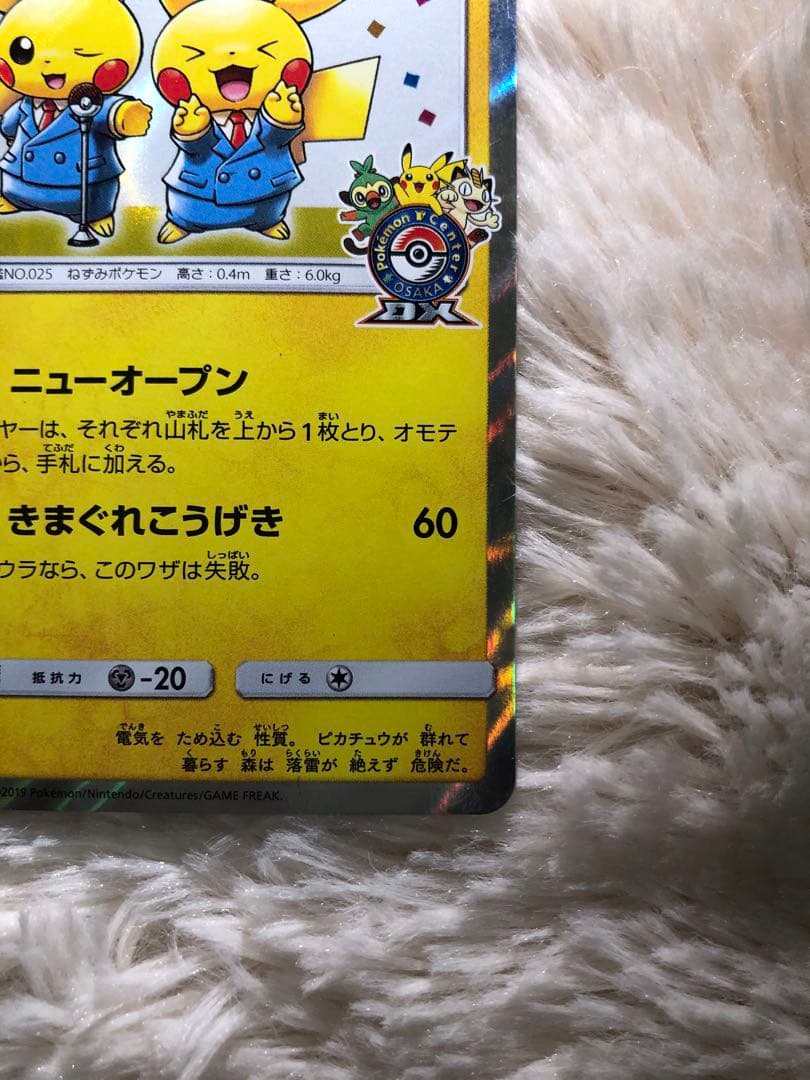 NO.025 ねずみポケモン 高さ:0.4m 重さ:6.0kg
Pokémon Center
OSAKA
DX
ニューオープン
ヤーは、それぞれ山札を上から1枚とり、オモテ
ら、手札に加える。
きまぐれこうげき 60
ウラなら、このワザは失敗。
抵抗力 -20 にげる
電気を ため込む 性質。 ピカチュウが 群れて
暮らす 森は 落雷が 絶えず 危険だ。
©2019 Pokémon/Nintendo/Creatures/GAME FREAK.